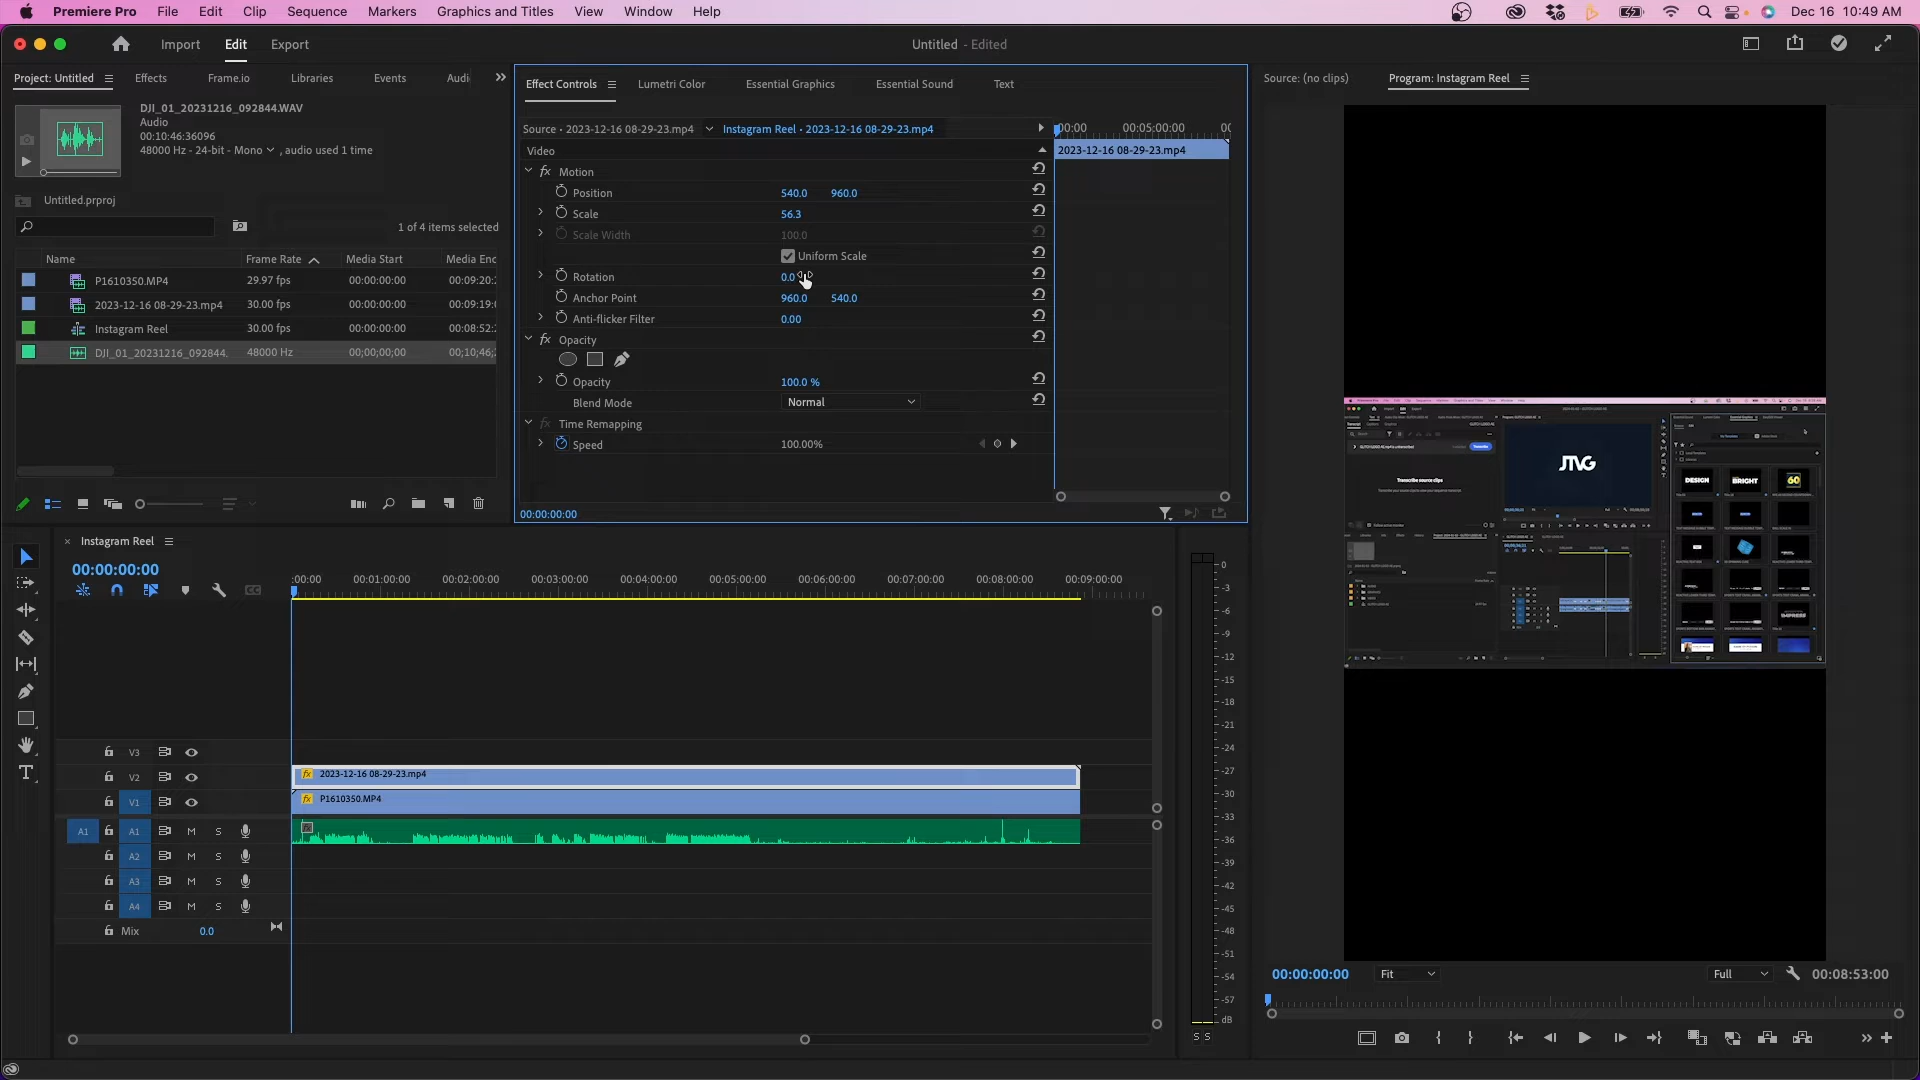 Premiere Pro File Edit Clip Sequence Markers Graphics and Titles View Window Help
Dec 16 10:49 AM
Import Edit Export
Untitled - Edited
Project: Untitled Effects Frame.io Libraries Events Audi
DJI_01_20231216_092844.WAV
Audio
00:10:46:36096
48000 Hz - 24-bit - Mono , audio used 1 time
Untitled.prproj
1 of 4 items selected
Name Frame Rate Media Start Media Enc
P1610350.MP4 29.97 fps 00:00:00:00 00:09:20:
2023-12-16 08-29-23.mp4 30.00 fps 00:00:00:00 00:09:19:
Instagram Reel 30.00 fps 00:00:00:00 00:08:52:
DJI_01_20231216_092844. 48000 Hz 00;00;00;00 00;10;46;
Effect Controls Lumetri Color Essential Graphics Essential Sound Text
Source • 2023-12-16 08-29-23.mp4 Instagram Reel • 2023-12-16 08-29-23.mp4
00:00 00:05:00:00 00
Video 2023-12-16 08-29-23.mp4
fx Motion
Position 540.0 960.0
Scale 56.3
Scale Width 100.0
Uniform Scale
Rotation 0.0
Anchor Point 960.0 540.0
Anti-flicker Filter 0.00
fx Opacity
Opacity 100.0 %
Blend Mode Normal
fx Time Remapping
Speed 100.00%
00:00:00:00
Source: (no clips) Program: Instagram Reel
JMG
Transcribe source clips
DESIGN BRIGHT 60
IMPRESS
00:00:00:00 Fit Full 00:08:53:00
Instagram Reel
00:00:00:00
:00:00 00:01:00:00 00:02:00:00 00:03:00:00 00:04:00:00 00:05:00:00 00:06:00:00 00:07:00:00 00:08:00:00 00:09:00:00
V3
V2 fx 2023-12-16 08-29-23.mp4
V1 fx P1610350.MP4
A1 A1 M S
A2 M S
A3 M S
A4 M S
Mix 0.0
0
-3
-6
-9
-12
-15
-18
-21
-24
-27
-30
-33
-36
-39
-42
-45
-48
-51
-54
-57
dB
S S